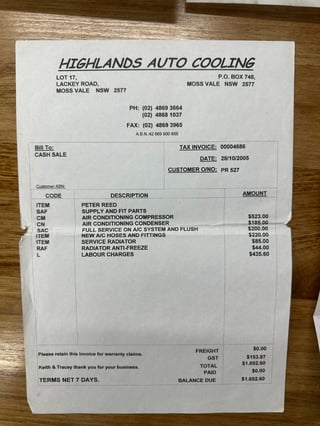 HIGHLANDS AUTO COOLING
LOT 17, P.O. BOX 748,
LACKEY ROAD, MOSS VALE NSW 2577
MOSS VALE NSW 2577
PH: (02) 4869 3664
(02) 4868 1037
FAX: (02) 4869 3965
A.B.N .42 669 600 456
Bill To: TAX INVOICE: 00004686
CASH SALE
DATE: 28/10/2005
CUSTOMER O/NO: PR 527
Customer ABN:
CODE DESCRIPTION AMOUNT
ITEM PETER REED
SAF SUPPLY AND FIT PARTS
CM AIR CONDITIONING COMPRESSOR $523.00
CN AIR CONDITIONING CONDENSER $185.00
SAC FULL SERVICE ON A/C SYSTEM AND FLUSH $200.00
ITEM NEW A/C HOSES AND FITTINGS $220.00
ITEM SERVICE RADIATOR $85.00
RAF RADIATOR ANTI-FREEZE $44.00
L LABOUR CHARGES $435.60
Please retain this invoice for warranty claims. FREIGHT $0.00
GST $153.87
Keith & Tracey thank you for your business. TOTAL $1,692.60
PAID $0.00
TERMS NET 7 DAYS. BALANCE DUE $1,692.60